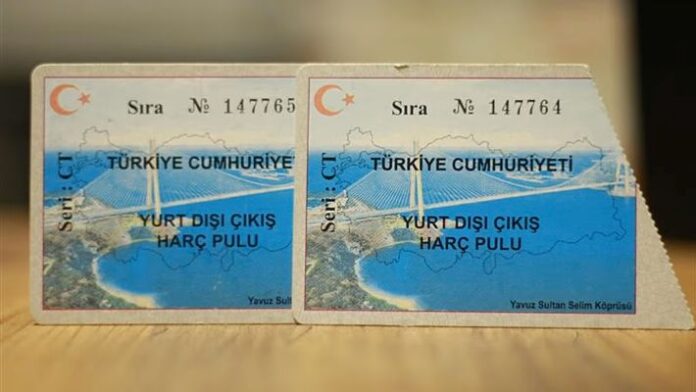 Sıra № 147765
Seri : CT
TÜRKİYE CUMHURİYE
YURT DIŞI ÇIKIŞ
HARÇ PULU
Yavuz Sultan
Sıra № 147764
Seri : CT
TÜRKİYE CUMHURİYETİ
YURT DIŞI ÇIKIŞ
HARÇ PULU
Yavuz Sultan Selim Köprüsü